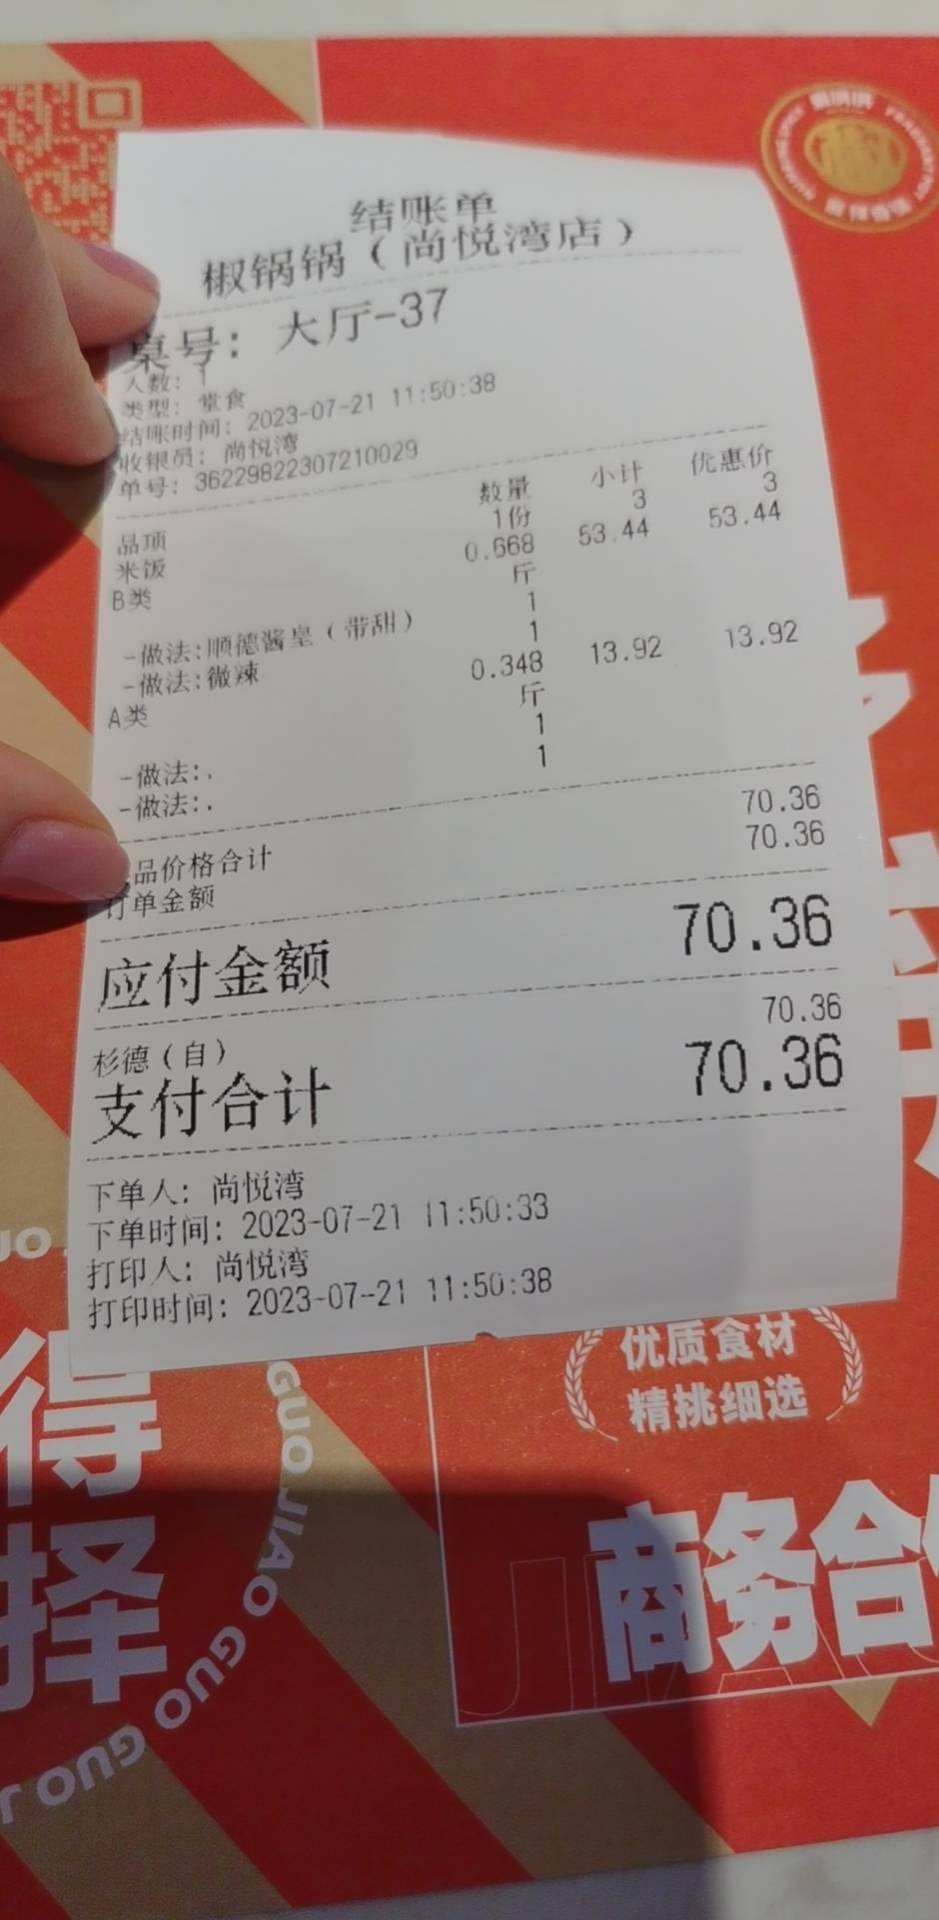 结账单
椒锅锅（尚悦湾店）
桌号：大厅-37
人数：1
类型：堂食
结账时间：2023-07-21 11:50:38
收银员：尚悦湾
单号：36229822307210029
品项 数量 小计 优惠价
米饭 1份 3 3
B类 0.668 53.44 53.44
斤
-做法:顺德酱皇（带甜） 1
-做法:微辣 1
A类 0.348 13.92 13.92
斤
-做法:. 1
-做法:. 1
品价格合计 70.36
订单金额 70.36
应付金额 70.36
杉德（自） 70.36
支付合计 70.36
下单人：尚悦湾
下单时间：2023-07-21 11:50:33
打印人：尚悦湾
打印时间：2023-07-21 11:50:38
优质食材
精挑细选
商务合
得
择
GUO JIAO GUO GUO